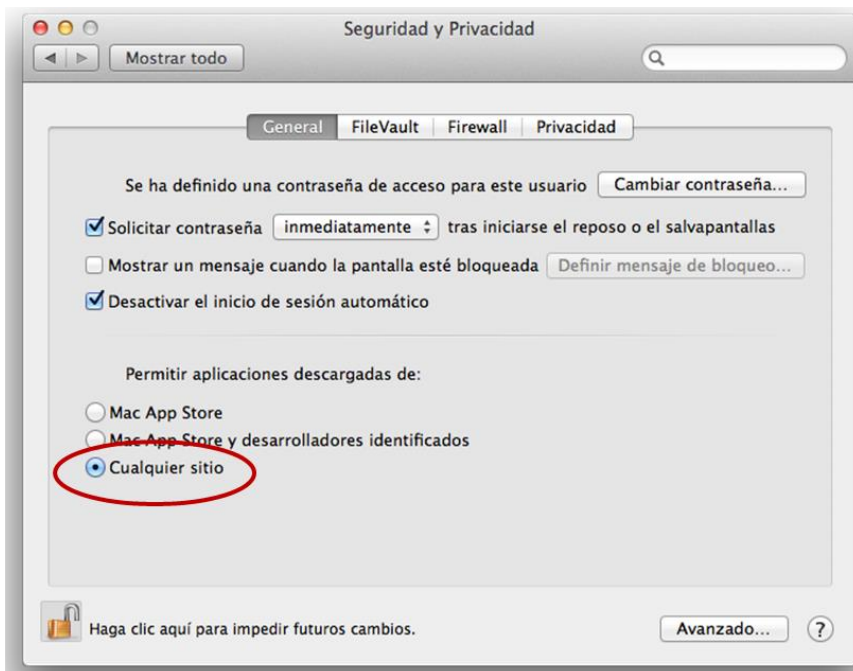 Seguridad y Privacidad
Mostrar todo
General FileVault Firewall Privacidad
Se ha definido una contraseña de acceso para este usuario Cambiar contraseña...
Solicitar contraseña inmediatamente tras iniciarse el reposo o el salvapantallas
Mostrar un mensaje cuando la pantalla esté bloqueada Definir mensaje de bloqueo...
Desactivar el inicio de sesión automático
Permitir aplicaciones descargadas de:
Mac App Store
Mac App Store y desarrolladores identificados
Cualquier sitio
Haga clic aquí para impedir futuros cambios. Avanzado... ?